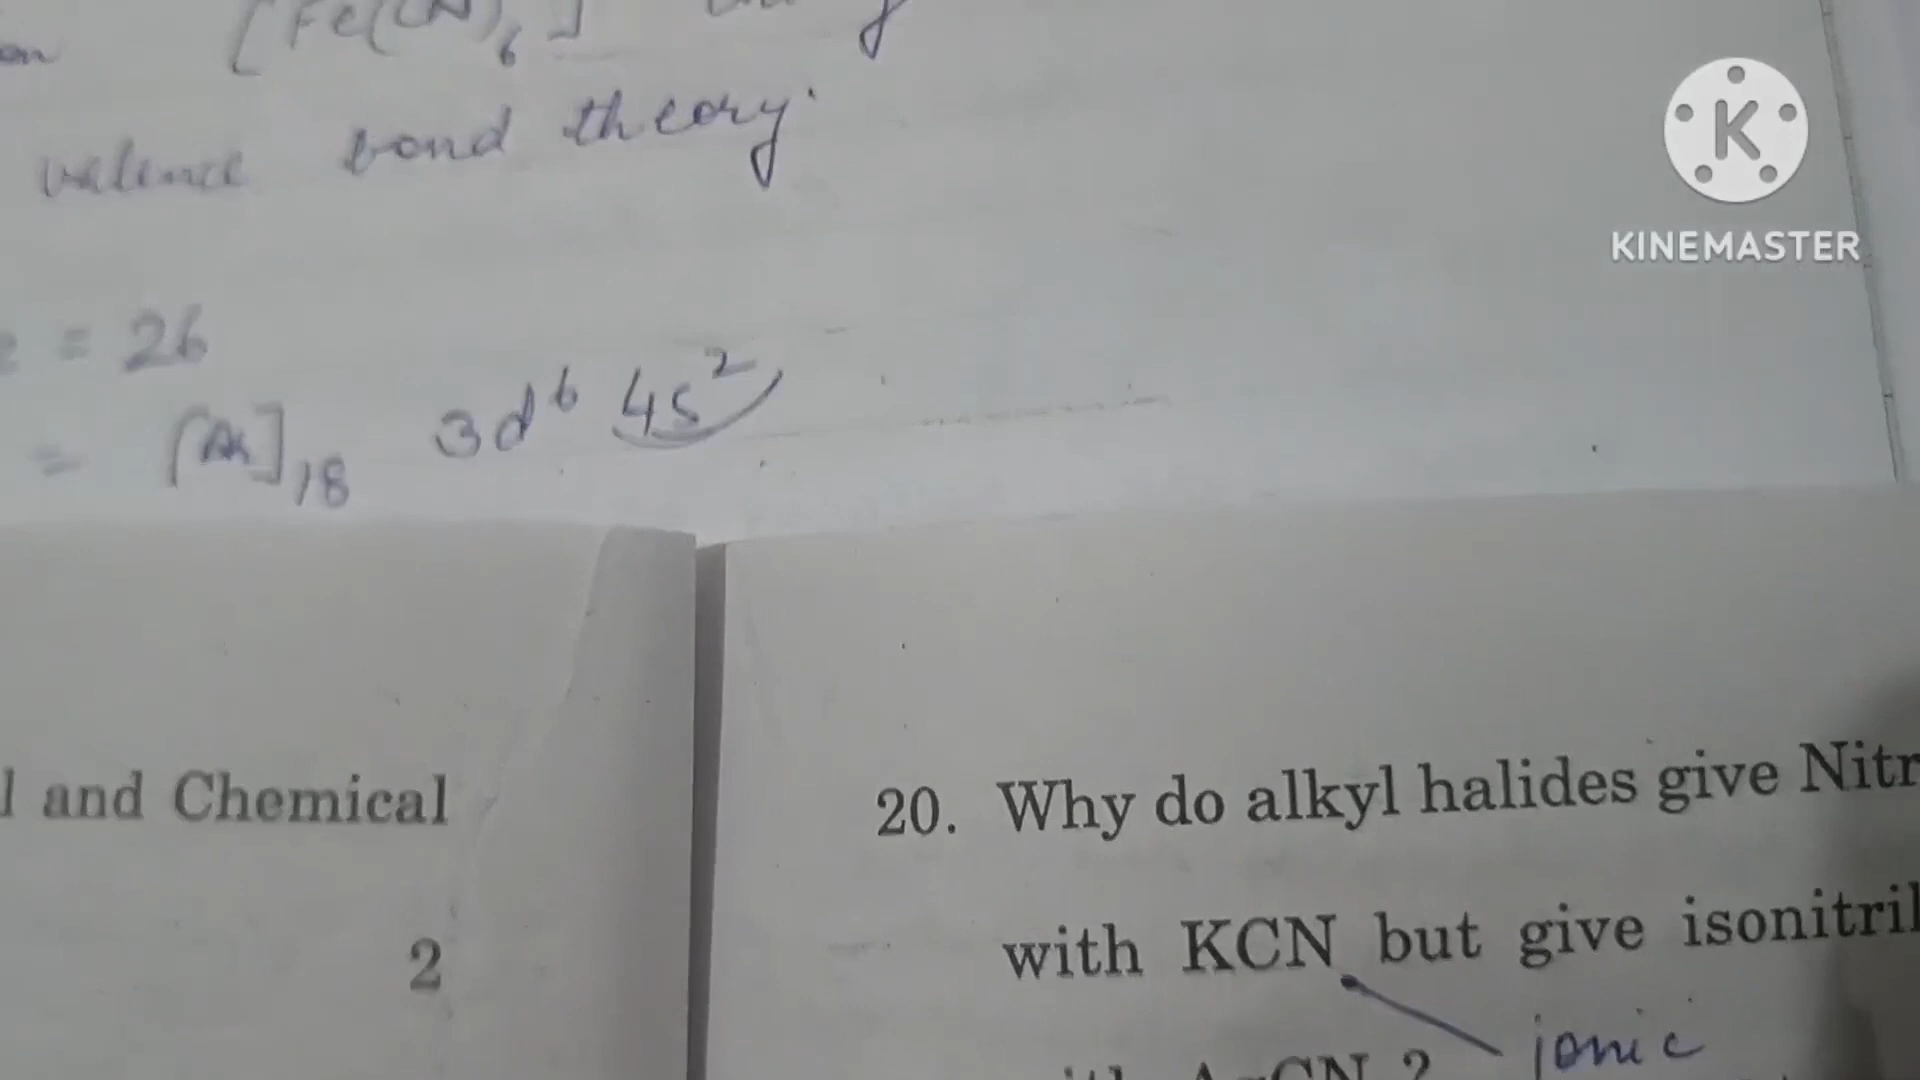 [Fe(CN)6]
valence bond theory.
= 26
= [Ar]18 3d6 4s2
KINEMASTER
l and Chemical
2
20. Why do alkyl halides give Nitr
with KCN but give isonitril
ionic
AgCN ?